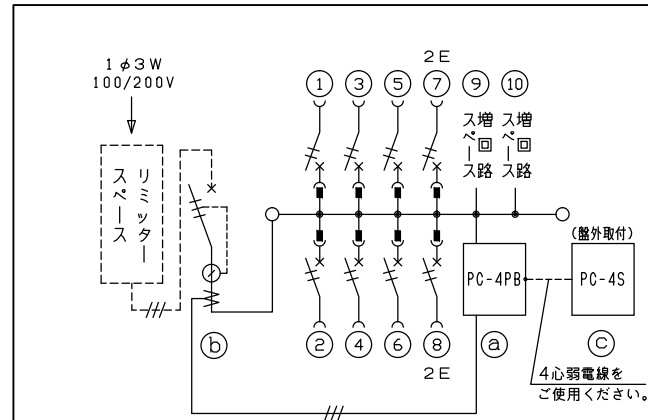 1φ3W
100/200V
リミッター
スペース
2E
① ③ ⑤ ⑦ ⑨ ⑩
増回路
スペース
増回路
スペース
(盤外取付)
PC-4PB
PC-4S
ⓑ
② ④ ⑥ ⑧ ⓐ ⓒ
2E
4心弱電線を
ご使用ください。